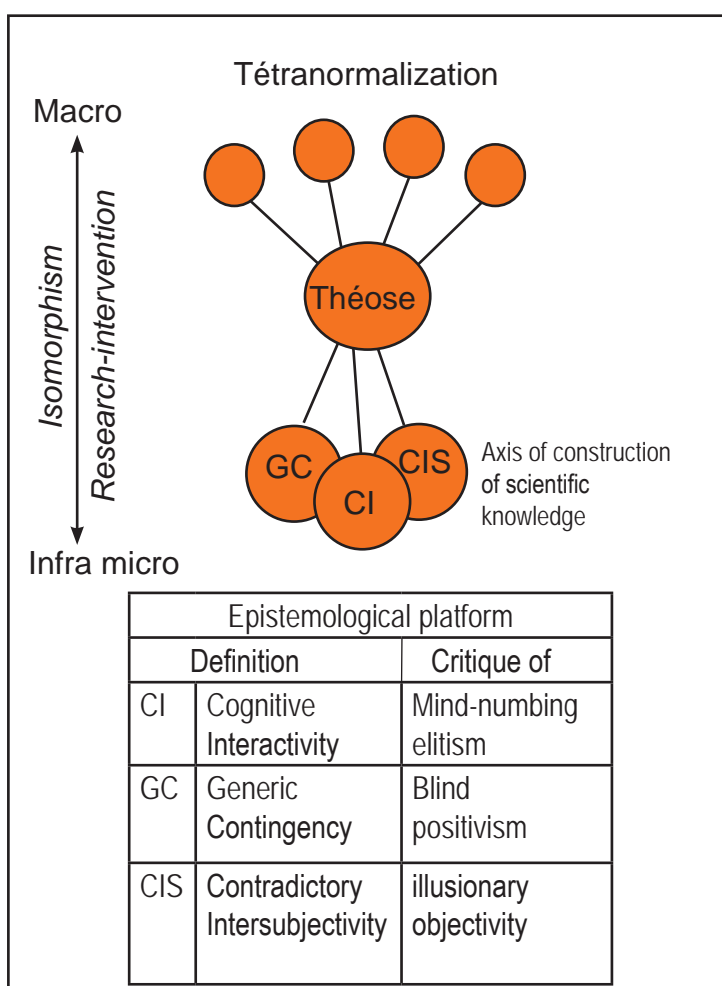 Tétranormalization
Macro
Isomorphism
Research-intervention
Théose
GC
CI
CIS
Axis of construction
of scientific
knowledge
Infra micro
Epistemological platform
Definition Critique of
CI Cognitive Mind-numbing
Interactivity elitism
GC Generic Blind
Contingency positivism
CIS Contradictory illusionary
Intersubjectivity objectivity